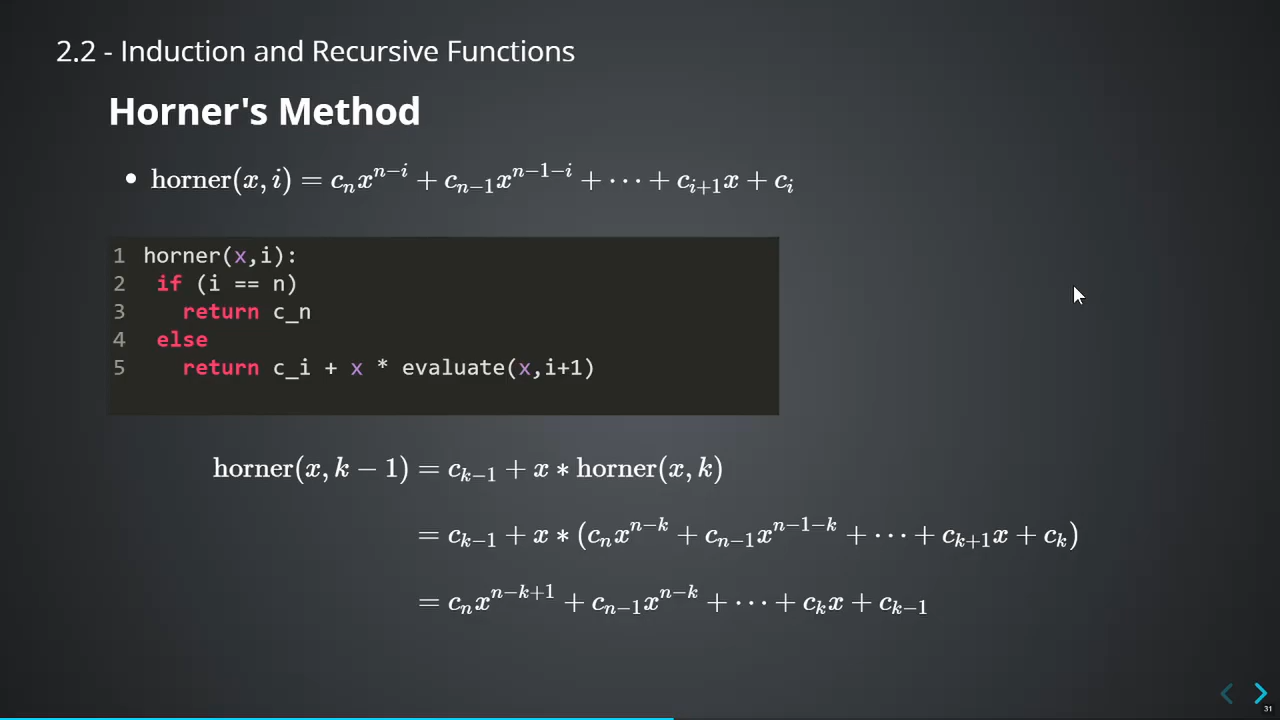 2.2 - Induction and Recursive Functions
Horner's Method
• horner(x, i) = c_n x^{n-i} + c_{n-1} x^{n-1-i} + ⋯ + c_{i+1} x + c_i
1 horner(x,i):
2  if (i == n)
3    return c_n
4  else
5    return c_i + x * evaluate(x,i+1)
horner(x, k − 1) = c_{k-1} + x ∗ horner(x, k)
= c_{k-1} + x ∗ (c_n x^{n-k} + c_{n-1} x^{n-1-k} + ⋯ + c_{k+1} x + c_k)
= c_n x^{n-k+1} + c_{n-1} x^{n-k} + ⋯ + c_k x + c_{k-1}
31